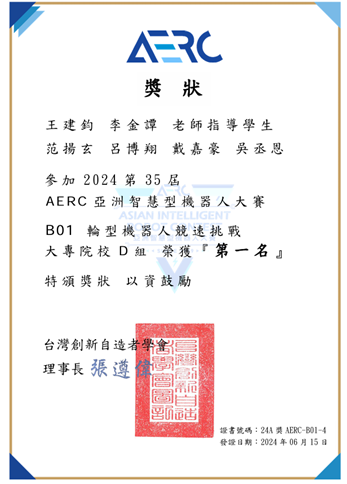 AERC
獎狀
王建鈞 李金譚 老師指導學生
范揚玄 呂博翔 戴嘉豪 吳丞恩
參加 2024 第 35 屆
AERC 亞洲智慧型機器人大賽
ASIAN INTELLIGENT
B01 輪型機器人競速挑戰
大專院校 D 組 榮獲『第一名』
特頒獎狀 以資鼓勵
台灣創新自造者學會
理事長 張遵偉
證書號碼：24A 獎 AERC-B01-4
發證日期：2024 年 06 月 15 日